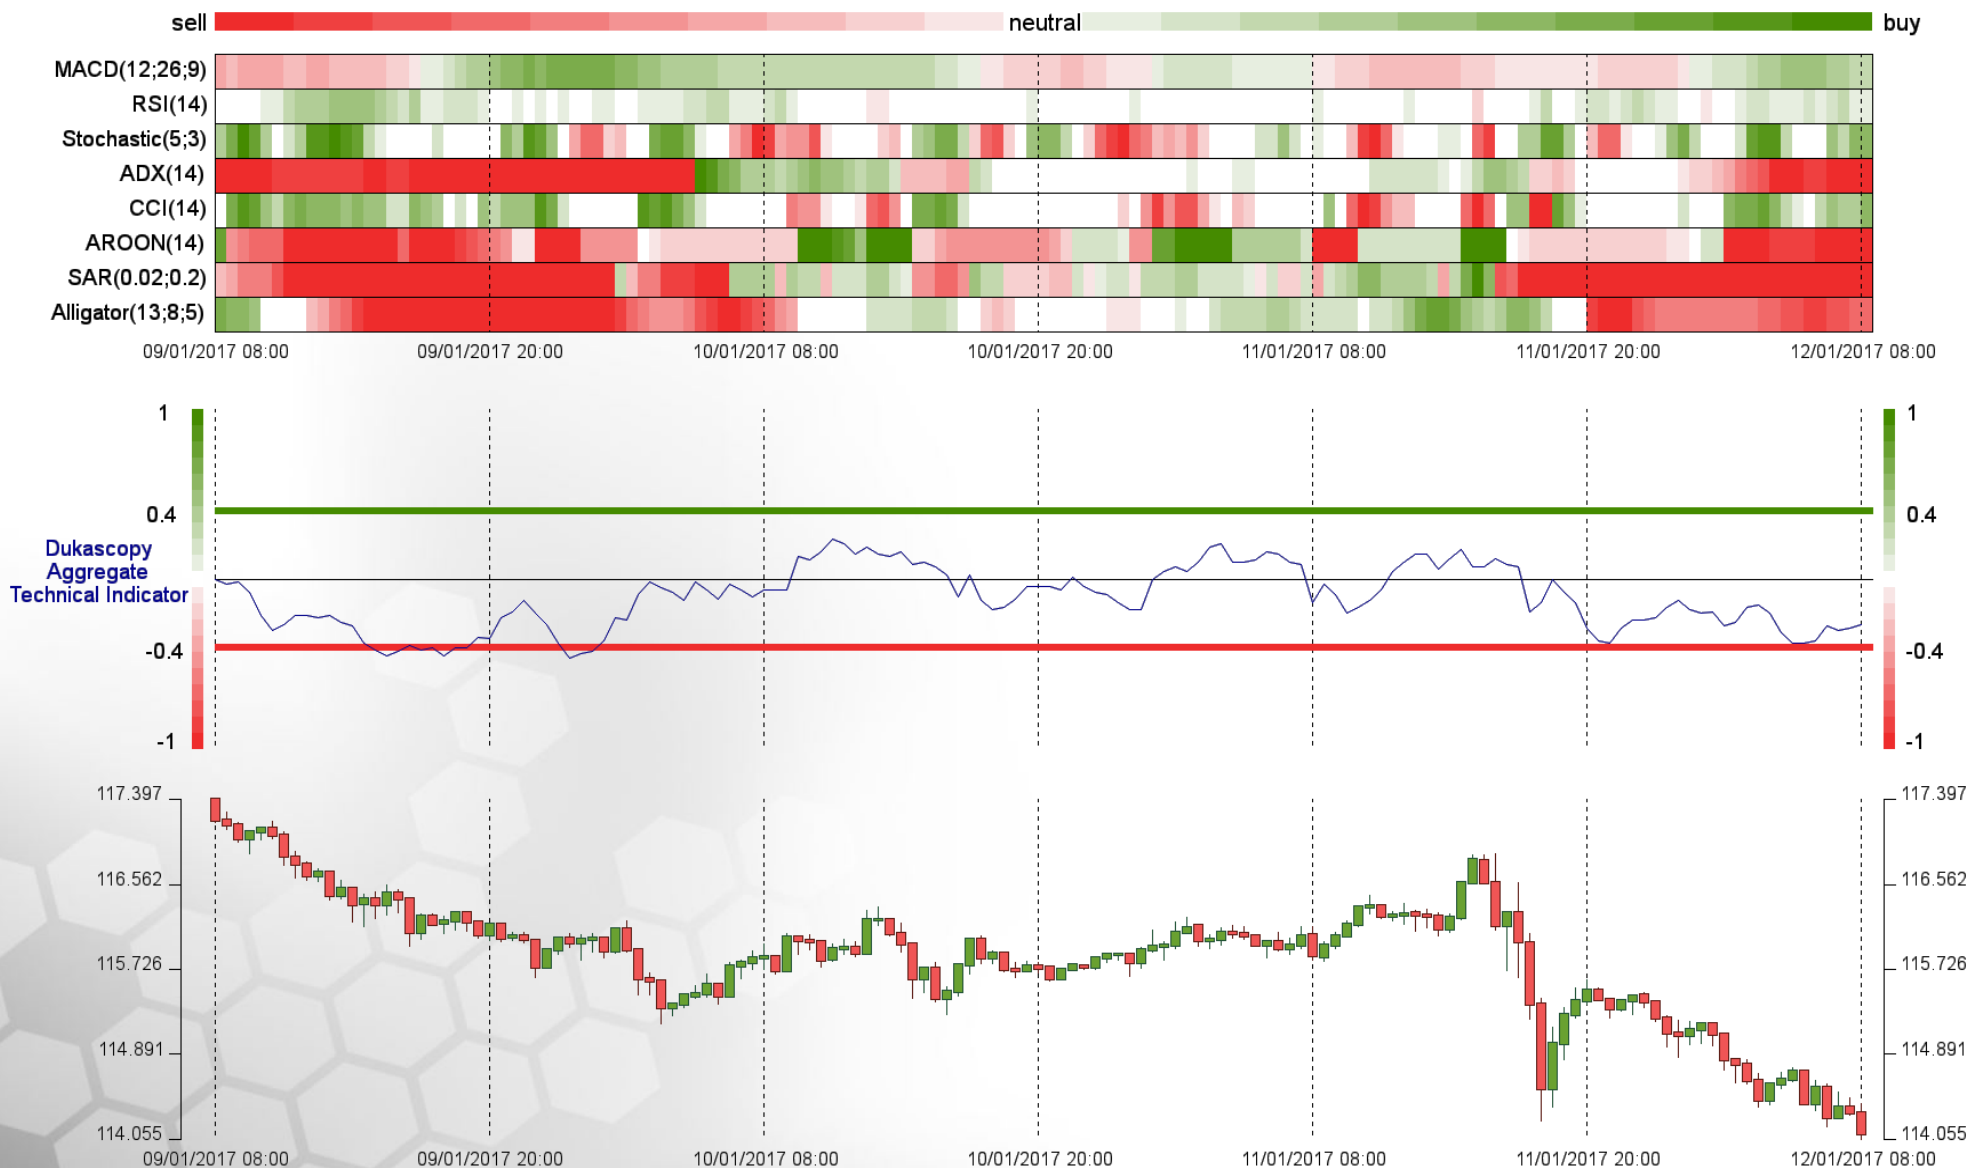 sell neutral buy
MACD(12;26;9)
RSI(14)
Stochastic(5;3)
ADX(14)
CCI(14)
AROON(14)
SAR(0.02;0.2)
Alligator(13;8;5)
09/01/2017 08:00 09/01/2017 20:00 10/01/2017 08:00 10/01/2017 20:00 11/01/2017 08:00 11/01/2017 20:00 12/01/2017 08:00
1 1
0.4 0.4
Dukascopy
Aggregate
Technical Indicator
-0.4 -0.4
-1 -1
117.397 117.397
116.562 116.562
115.726 115.726
114.891 114.891
114.055 114.055
09/01/2017 08:00 09/01/2017 20:00 10/01/2017 08:00 10/01/2017 20:00 11/01/2017 08:00 11/01/2017 20:00 12/01/2017 08:00